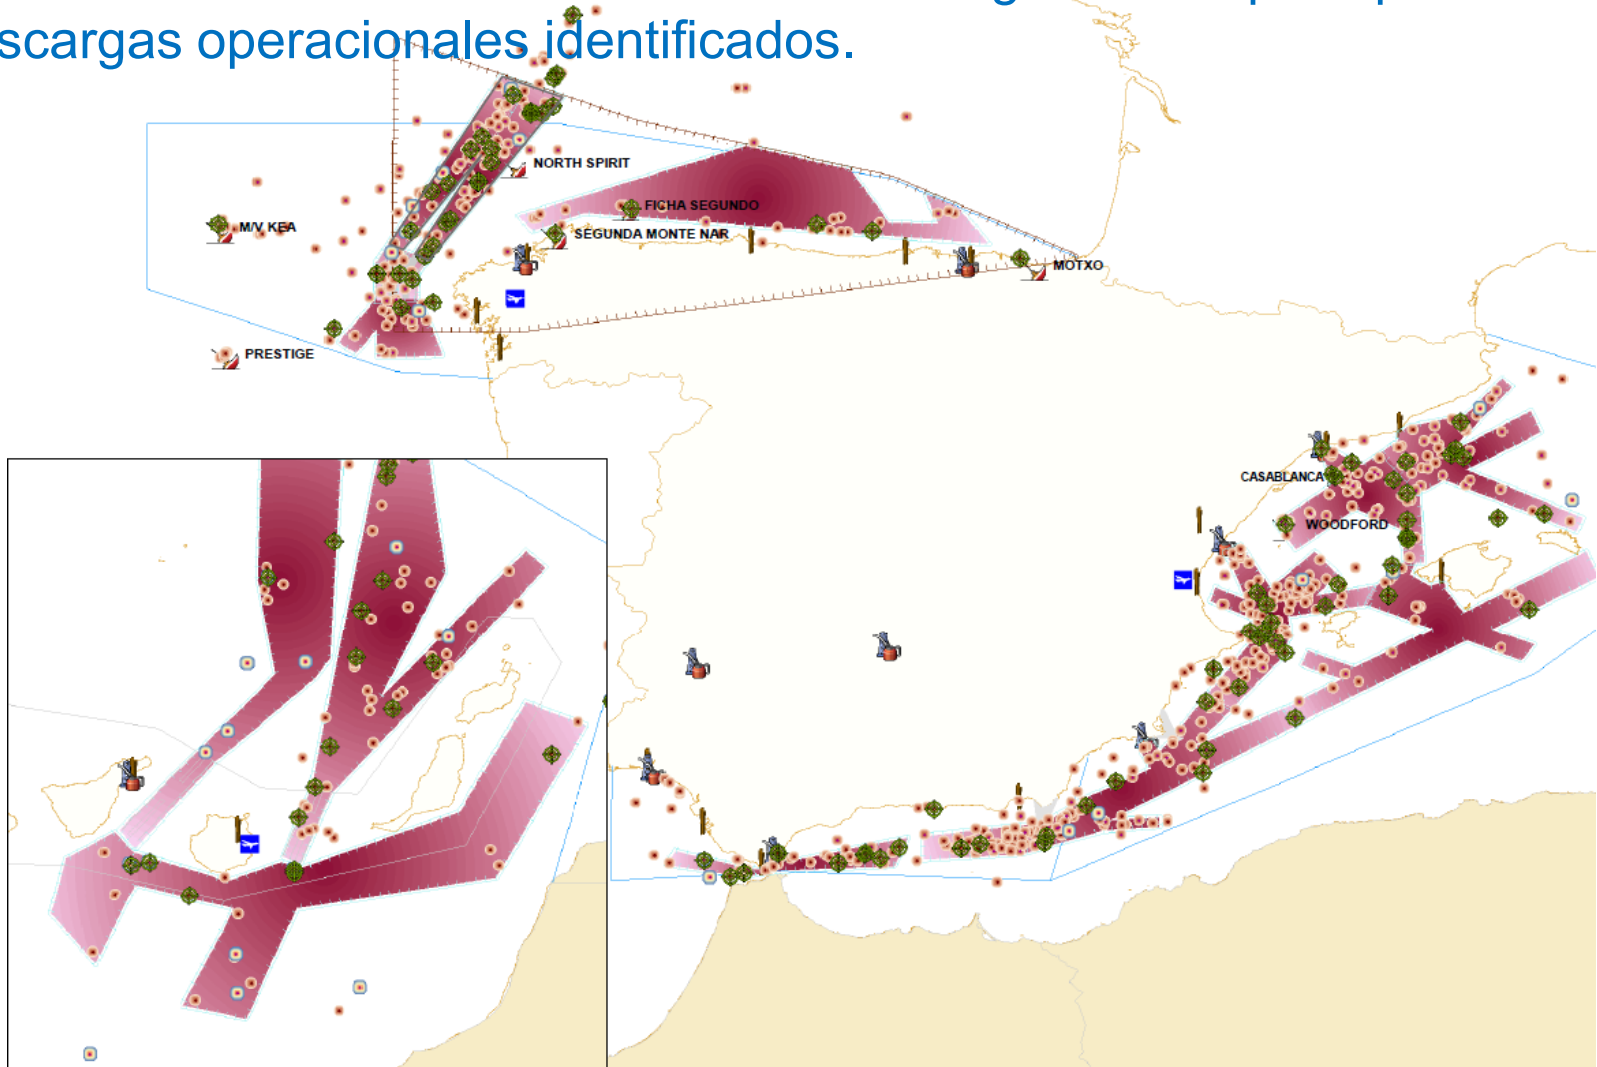 scargas operacionales identificados.
NORTH SPIRIT
FICHA SEGUNDO
M/V KEA
SEGUNDA MONTE NAR
MOTXO
PRESTIGE
CASABLANCA
WOODFORD